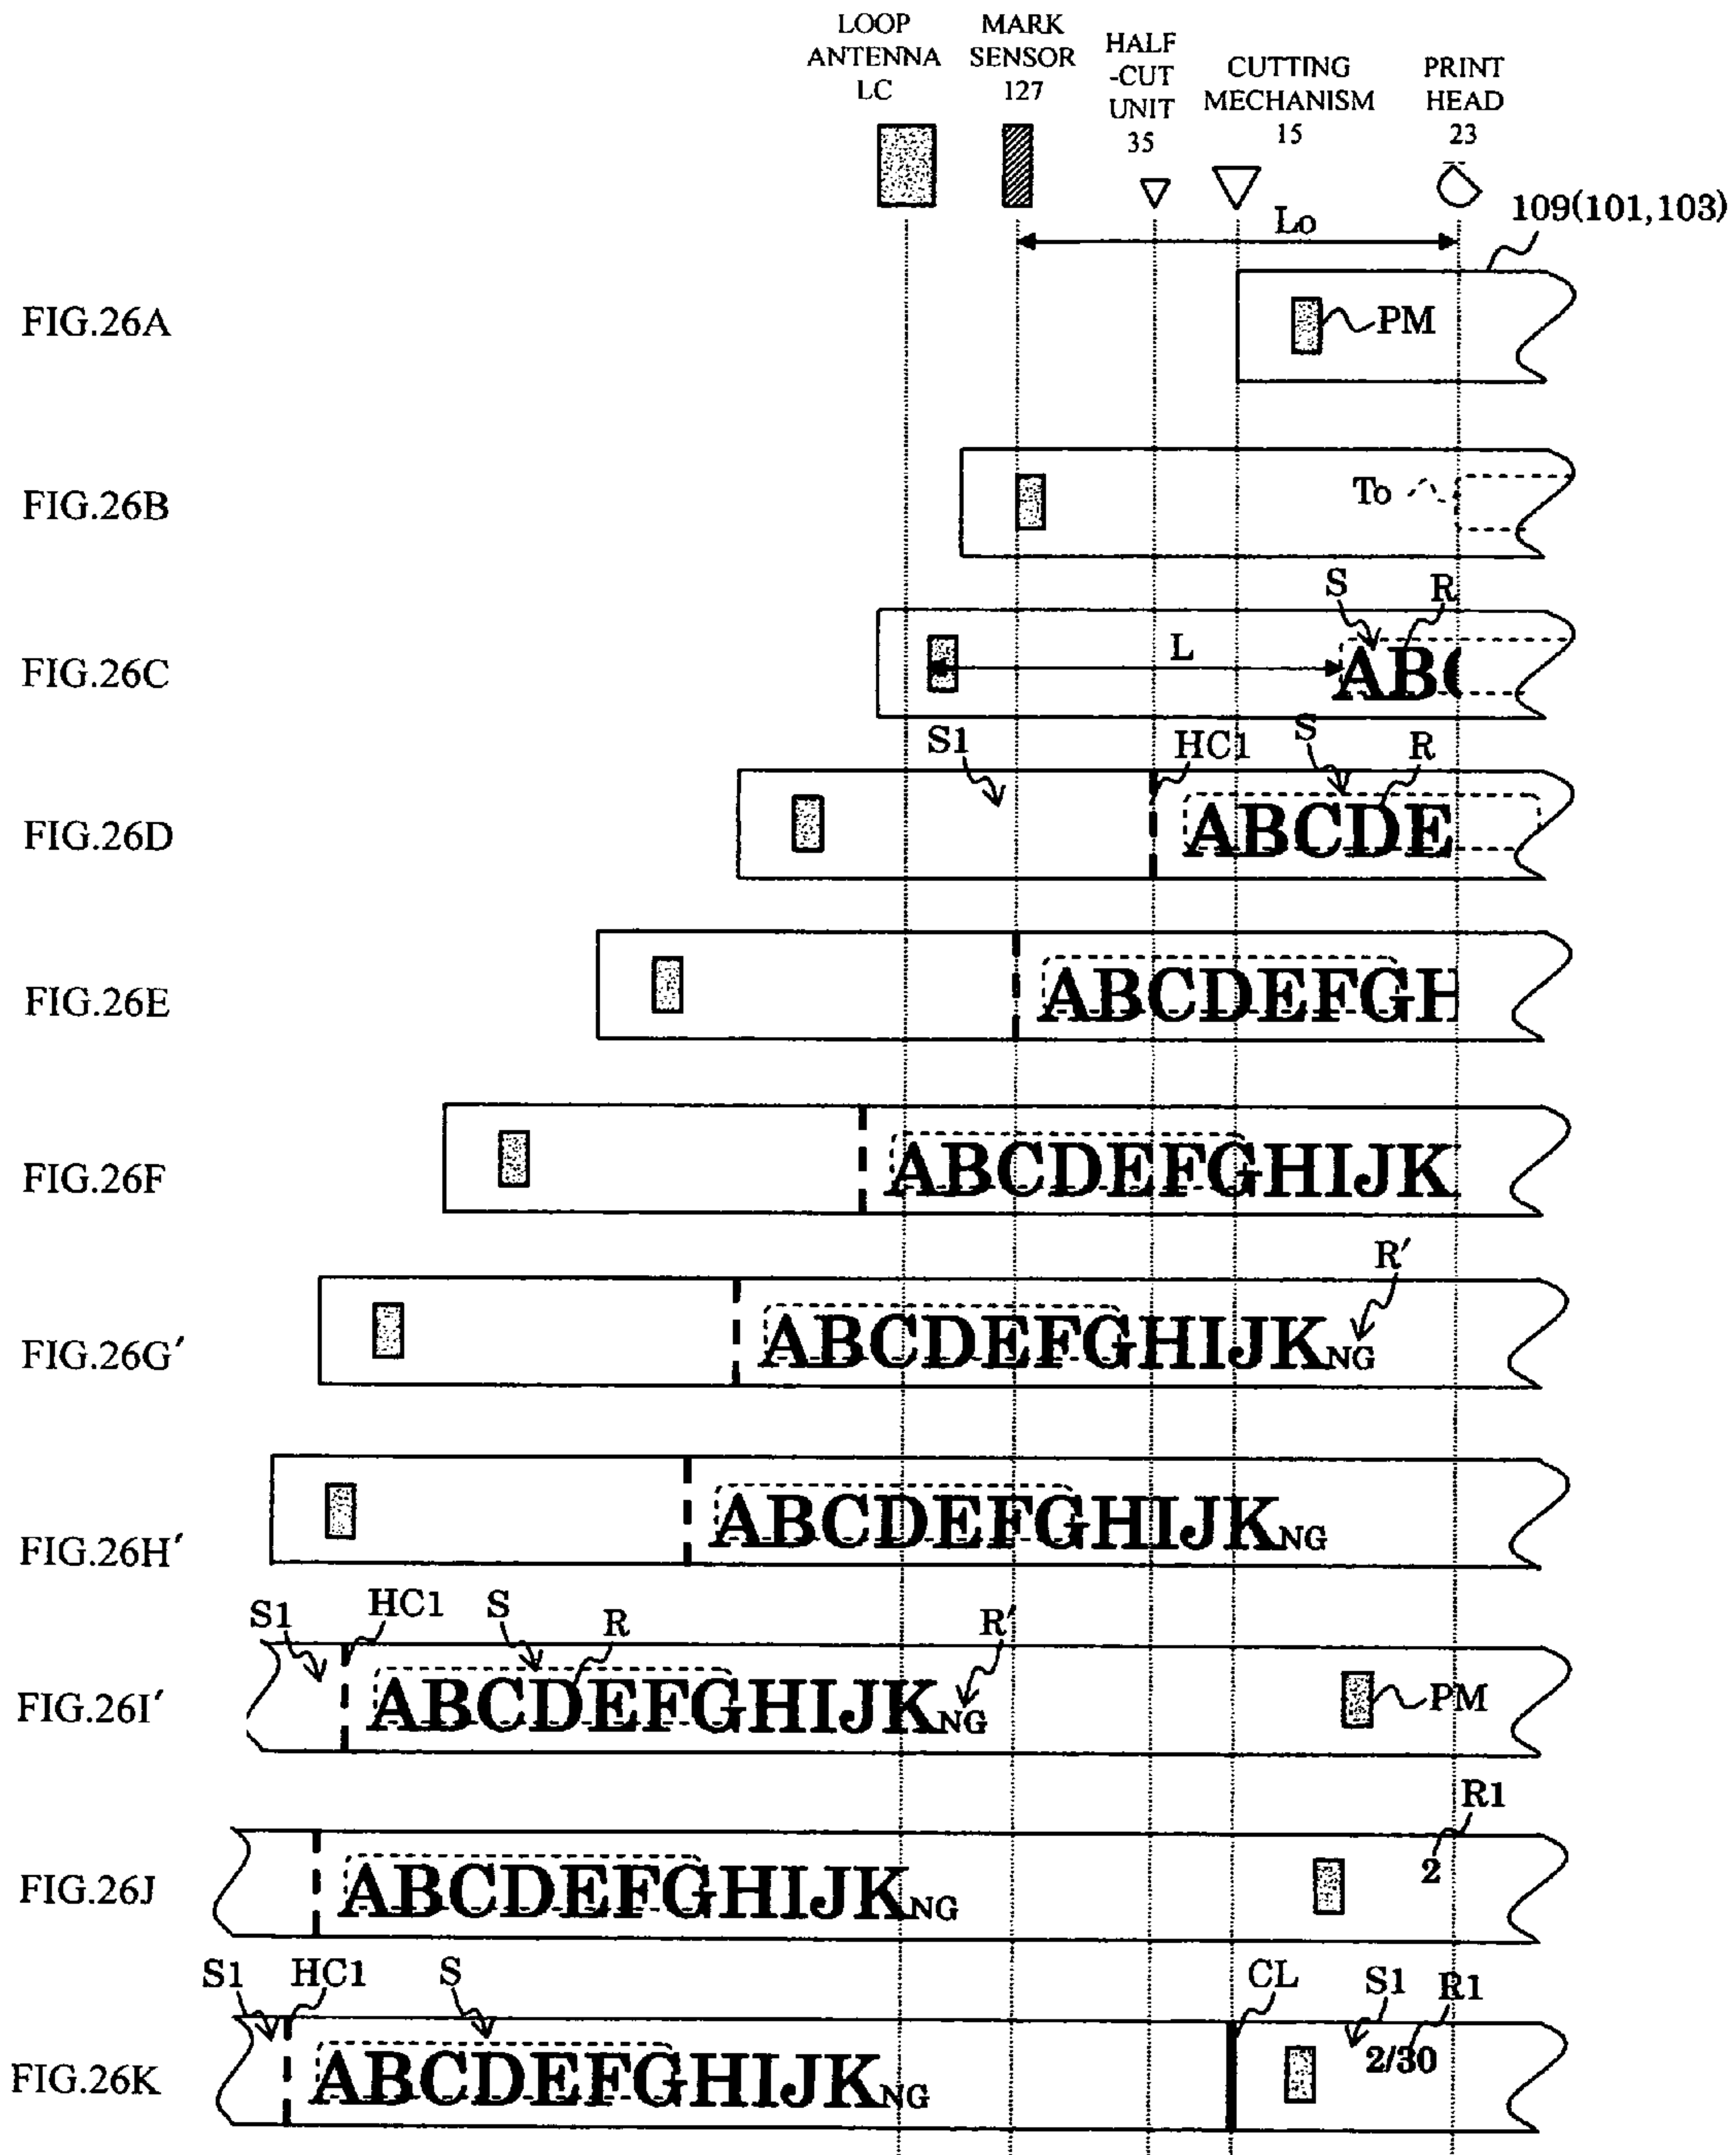 LOOP
ANTENNA
LC
MARK
SENSOR
127
HALF
-CUT
UNIT
35
CUTTING
MECHANISM
15
PRINT
HEAD
23
Lo
109(101,103)
FIG.26A
PM
FIG.26B
To
FIG.26C
S
R
L
ABC
FIG.26D
S1
HC1
S
R
ABCDE
FIG.26E
ABCDEFGH
FIG.26F
ABCDEFGHIJK
FIG.26G'
R'
ABCDEFGHIJKNG
FIG.26H'
ABCDEFGHIJKNG
FIG.26I'
S1
HC1
S
R
R'
ABCDEFGHIJKNG
PM
FIG.26J
ABCDEFGHIJKNG
R1
2
FIG.26K
S1
HC1
S
CL
S1
R1
ABCDEFGHIJKNG
2/30